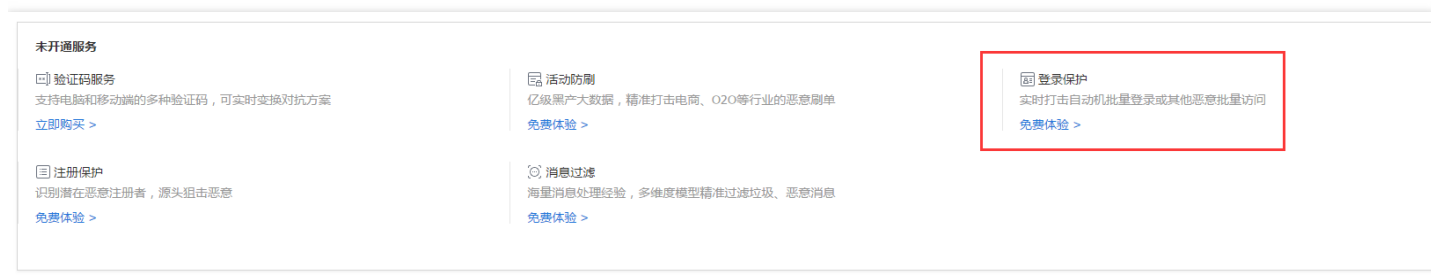 未开通服务
验证码服务
支持电脑和移动端的多种验证码，可实时变换对抗方案
立即购买 >
活动防刷
亿级黑产大数据，精准打击电商、O2O等行业的恶意刷单
免费体验 >
登录保护
实时打击自动机批量登录或其他恶意批量访问
免费体验 >
注册保护
识别潜在恶意注册者，源头狙击恶意
免费体验 >
消息过滤
海量消息处理经验，多维度模型精准过滤垃圾、恶意消息
免费体验 >